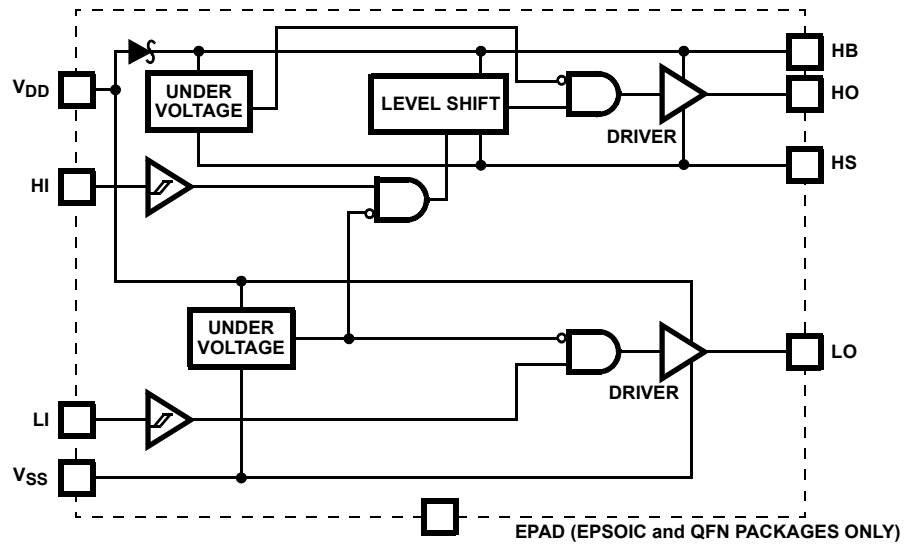 HB
VDD
UNDER
VOLTAGE
LEVEL SHIFT
HO
DRIVER
HS
HI
UNDER
VOLTAGE
LO
DRIVER
LI
VSS
EPAD (EPSOIC and QFN PACKAGES ONLY)